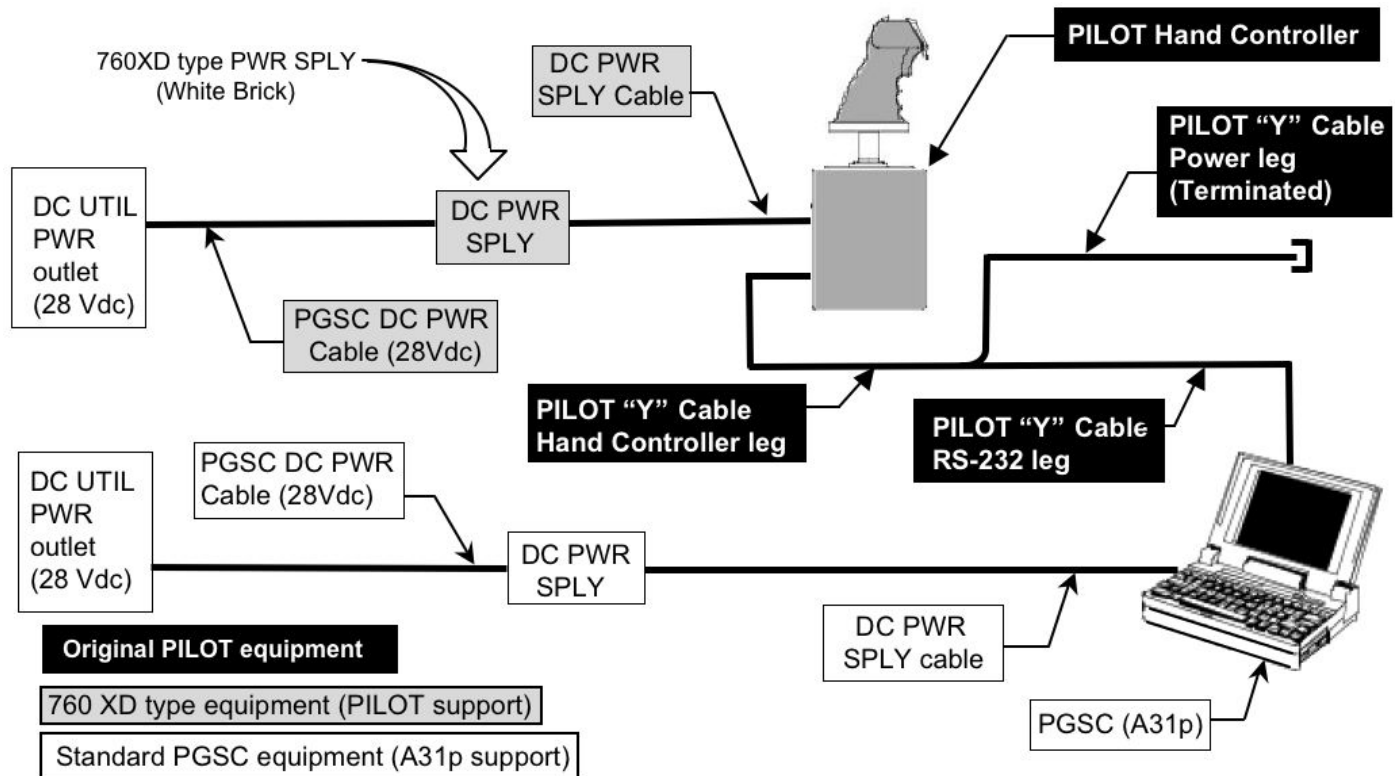 760XD type PWR SPLY
(White Brick)
DC PWR
SPLY Cable
PILOT Hand Controller
PILOT “Y” Cable
Power leg
(Terminated)
DC UTIL
PWR
outlet
(28 Vdc)
DC PWR
SPLY
PGSC DC PWR
Cable (28Vdc)
PILOT “Y” Cable
Hand Controller leg
PILOT “Y” Cable
RS-232 leg
DC UTIL
PWR
outlet
(28 Vdc)
PGSC DC PWR
Cable (28Vdc)
DC PWR
SPLY
DC PWR
SPLY cable
PGSC (A31p)
Original PILOT equipment
760 XD type equipment (PILOT support)
Standard PGSC equipment (A31p support)